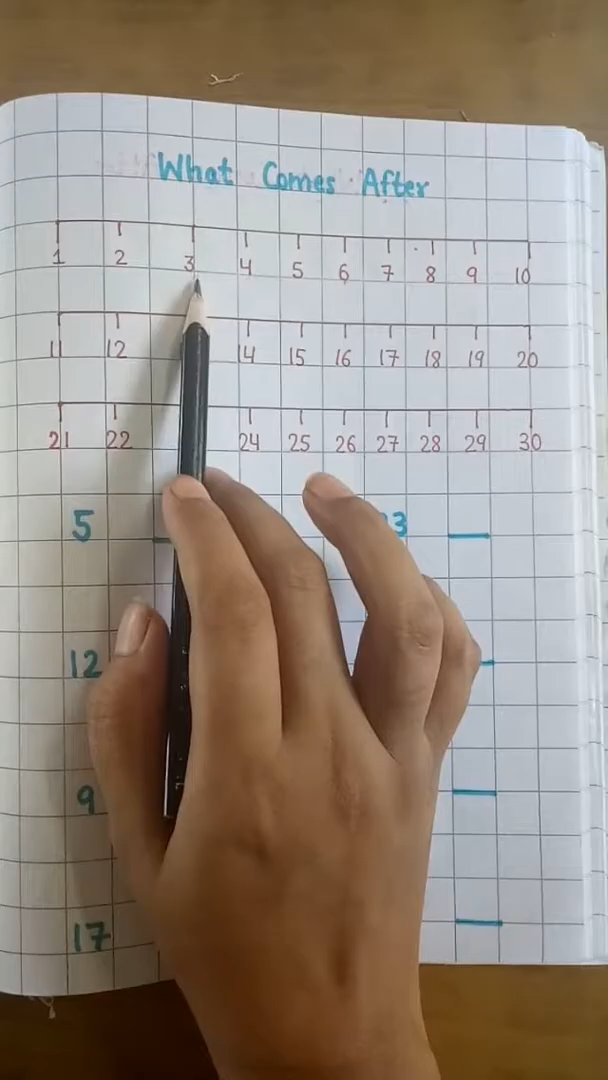 What Comes After
1 2 3 4 5 6 7 8 9 10
11 12 14 15 16 17 18 19 20
21 22 24 25 26 27 28 29 30
5
12
9
17